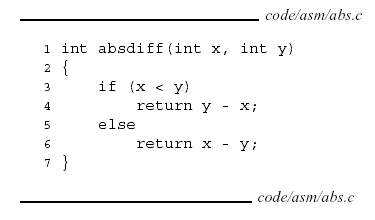 code/asm/abs.c
1 int absdiff(int x, int y)
2 {
3     if (x < y)
4         return y - x;
5     else
6         return x - y;
7 }
code/asm/abs.c